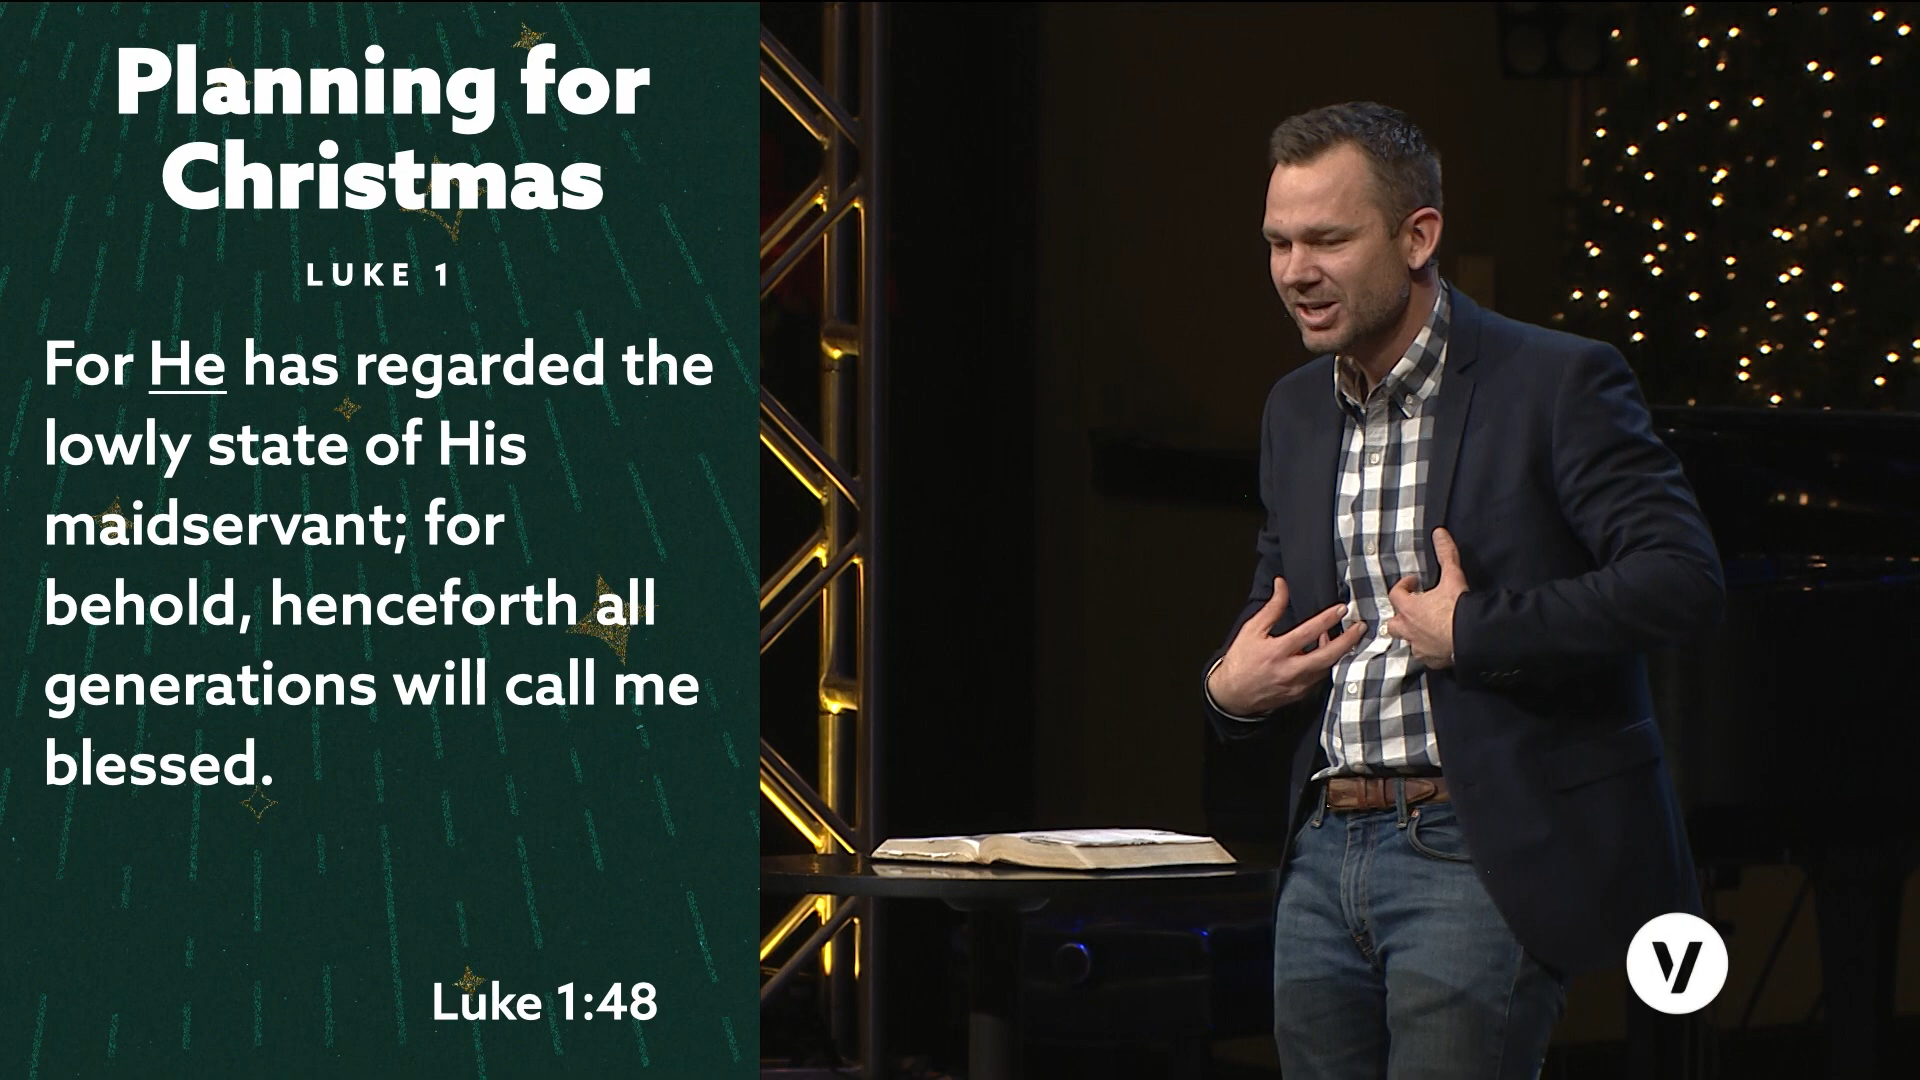 Planning for
Christmas
LUKE 1
For He has regarded the
lowly state of His
maidservant; for
behold, henceforth all
generations will call me
blessed.
Luke 1:48
V